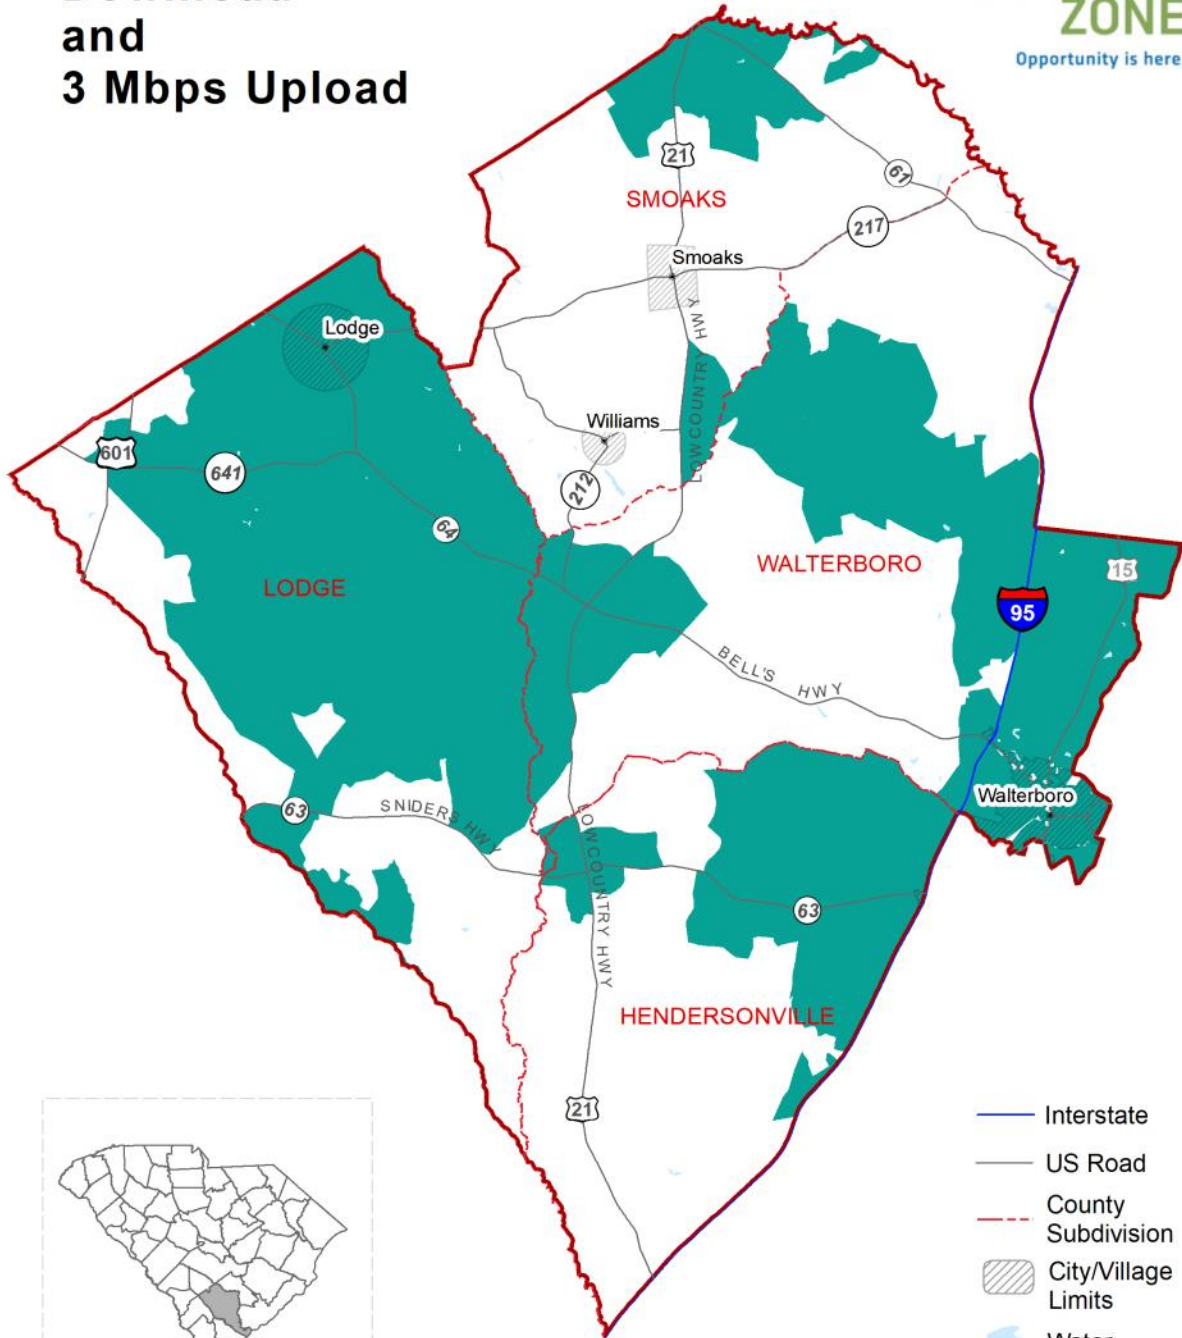 and
3 Mbps Upload
ZONE
Opportunity is here
21
61
SMOAKS
217
Smoaks
LOWCOUNTRY HWY
Lodge
Williams
601
641
212
64
WALTERBORO
15
LODGE
95
BELL'S HWY
Walterboro
63
SNIDERS HWY
LOWCOUNTRY HWY
63
HENDERSONVILLE
21
Interstate
US Road
County
Subdivision
City/Village
Limits
Water